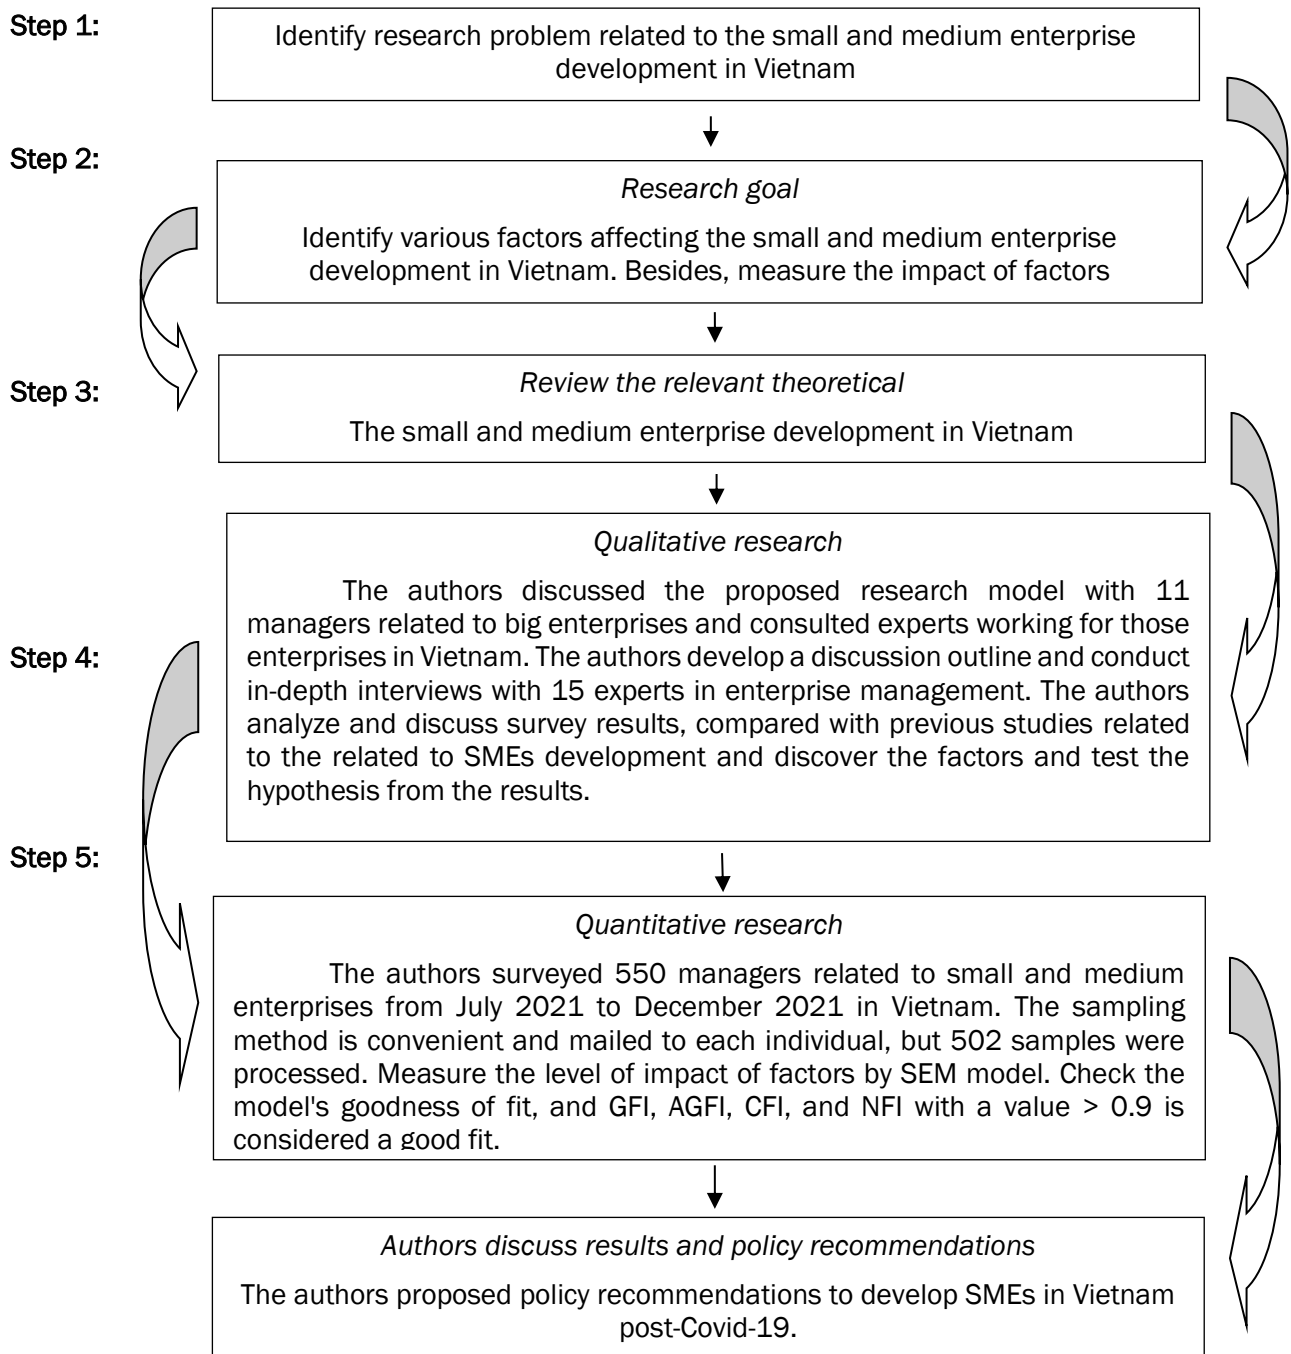 Step 1:
Identify research problem related to the small and medium enterprise
development in Vietnam
Step 2:
Research goal
Identify various factors affecting the small and medium enterprise
development in Vietnam. Besides, measure the impact of factors
Step 3:
Review the relevant theoretical
The small and medium enterprise development in Vietnam
Qualitative research
The authors discussed the proposed research model with 11
managers related to big enterprises and consulted experts working for those
Step 4:
enterprises in Vietnam. The authors develop a discussion outline and conduct
in-depth interviews with 15 experts in enterprise management. The authors
analyze and discuss survey results, compared with previous studies related
to the related to SMEs development and discover the factors and test the
hypothesis from the results.
Step 5:
Quantitative research
The authors surveyed 550 managers related to small and medium
enterprises from July 2021 to December 2021 in Vietnam. The sampling
method is convenient and mailed to each individual, but 502 samples were
processed. Measure the level of impact of factors by SEM model. Check the
model's goodness of fit, and GFI, AGFI, CFI, and NFI with a value > 0.9 is
considered a good fit.
Authors discuss results and policy recommendations
The authors proposed policy recommendations to develop SMEs in Vietnam
post-Covid-19.